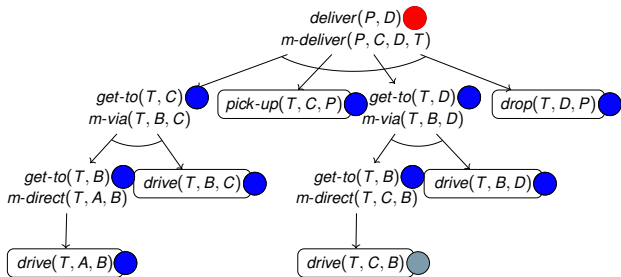 deliver(P, D)
m-deliver(P, C, D, T)
get-to(T, C)
m-via(T, B, C)
pick-up(T, C, P)
get-to(T, D)
m-via(T, B, D)
drop(T, D, P)
get-to(T, B)
m-direct(T, A, B)
drive(T, B, C)
get-to(T, B)
m-direct(T, C, B)
drive(T, B, D)
drive(T, A, B)
drive(T, C, B)